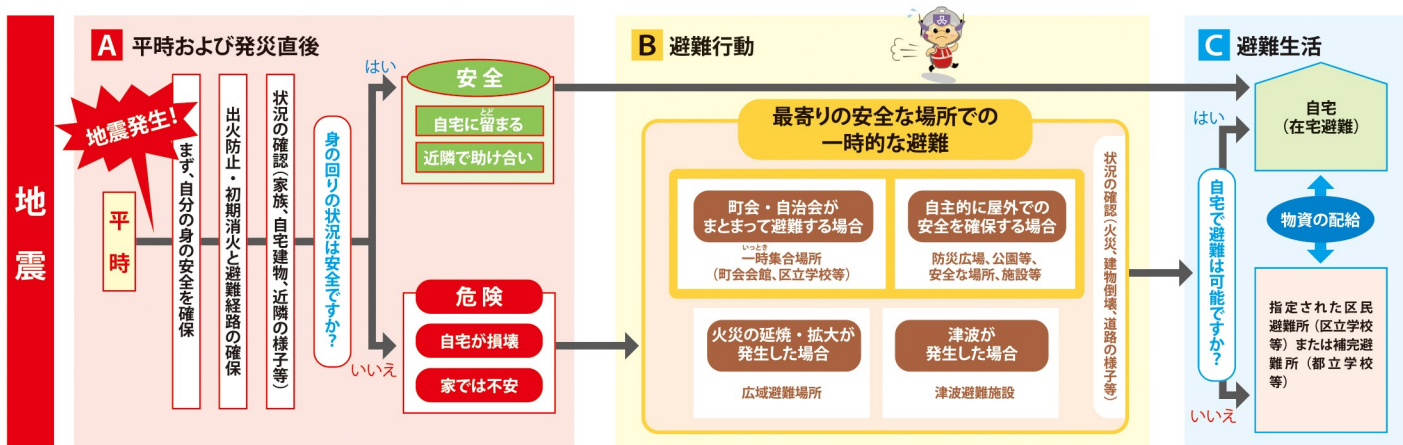 地震
A 平時および発災直後
地震発生!
平時
まず、自分の身の安全を確保
出火防止・初期消火と避難経路の確保
状況の確認(家族、自宅建物、近隣の様子等)
身の回りの状況は安全ですか?
はい
安全
とど
自宅に留まる
近隣で助け合い
いいえ
危険
自宅が損壊
家では不安
B 避難行動
最寄りの安全な場所での
一時的な避難
町会・自治会が
まとまって避難する場合
いっとき
一時集合場所
(町会会館、区立学校等)
自主的に屋外での
安全を確保する場合
防災広場、公園等、
安全な場所、施設等
火災の延焼・拡大が
発生した場合
広域避難場所
津波が
発生した場合
津波避難施設
状況の確認(火災、建物倒壊、道路の様子等)
C 避難生活
自宅で避難は可能ですか?
はい
自宅
(在宅避難)
物資の配給
いいえ
指定された区民
避難所(区立学校
等)または補完避
難所(都立学校
等)